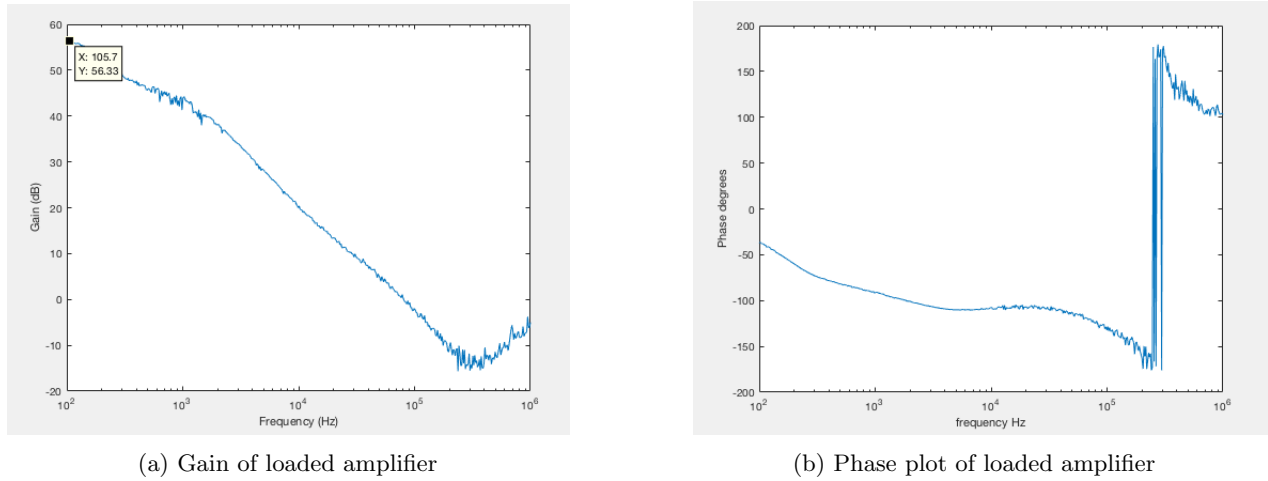 60
50
40
30
20
10
0
-10
-20
Gain (dB)
X: 105.7
Y: 56.33
10^2 10^3 10^4 10^5 10^6
Frequency (Hz)
(a) Gain of loaded amplifier
200
150
100
50
0
-50
-100
-150
-200
Phase degrees
10^2 10^3 10^4 10^5 10^6
frequency Hz
(b) Phase plot of loaded amplifier